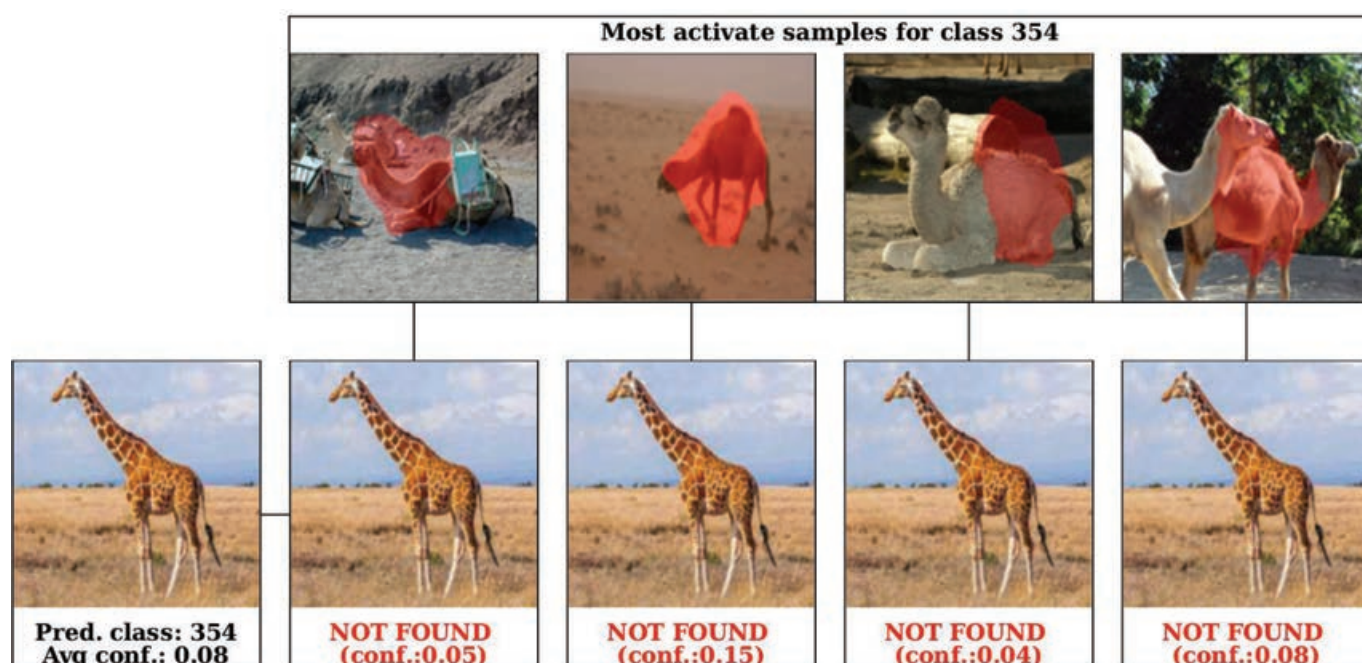 Most activate samples for class 354
Pred. class: 354
Avg conf.: 0.08
NOT FOUND
(conf.:0.05)
NOT FOUND
(conf.:0.15)
NOT FOUND
(conf.:0.04)
NOT FOUND
(conf.:0.08)